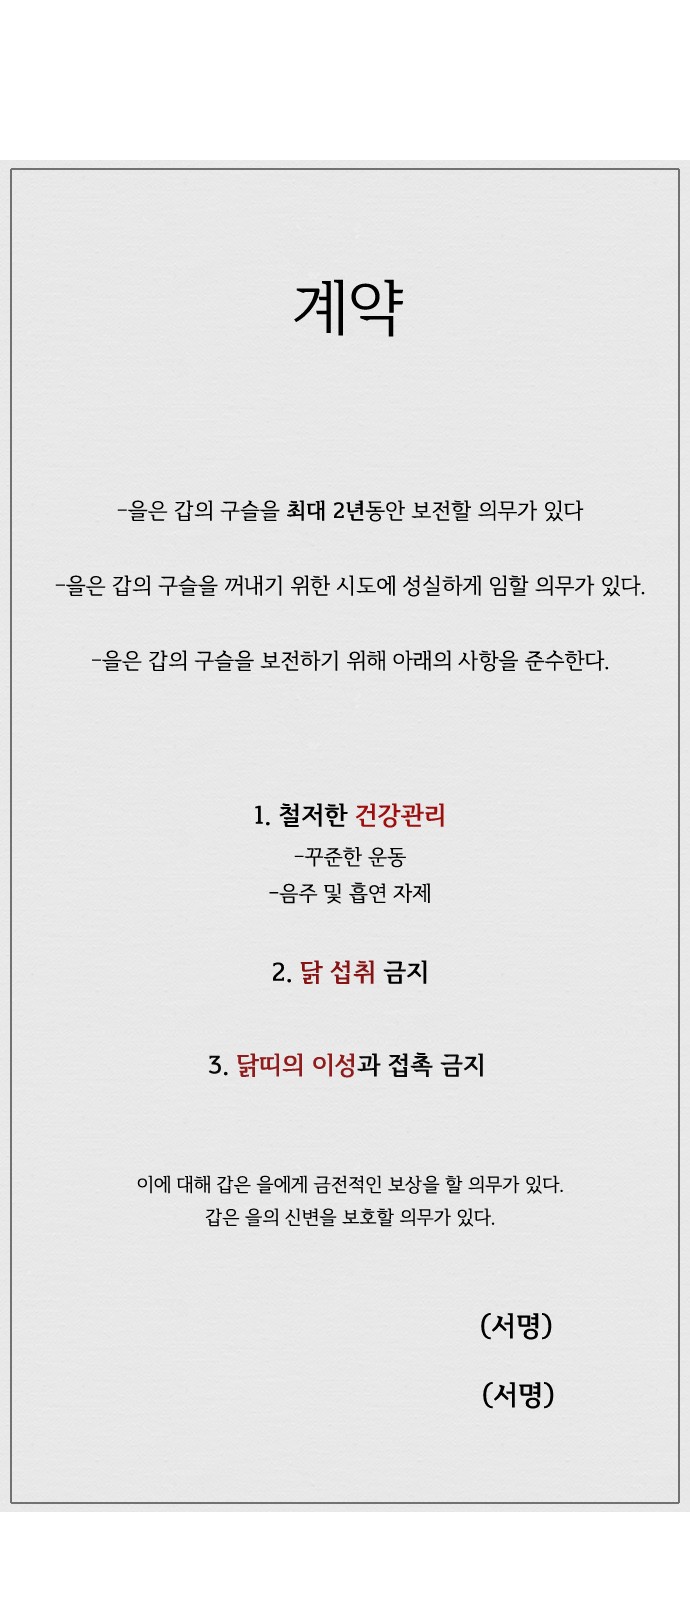 계약
-을은 갑의 구슬을 최대 2년동안 보전할 의무가 있다
-을은 갑의 구슬을 꺼내기 위한 시도에 성실하게 임할 의무가 있다.
-을은 갑의 구슬을 보전하기 위해 아래의 사항을 준수한다.
1. 철저한 건강관리
-꾸준한 운동
-음주 및 흡연 자제
2. 닭 섭취 금지
3. 닭띠의 이성과 접촉 금지
이에 대해 갑은 을에게 금전적인 보상을 할 의무가 있다.
갑은 을의 신변을 보호할 의무가 있다.
(서명)
(서명)